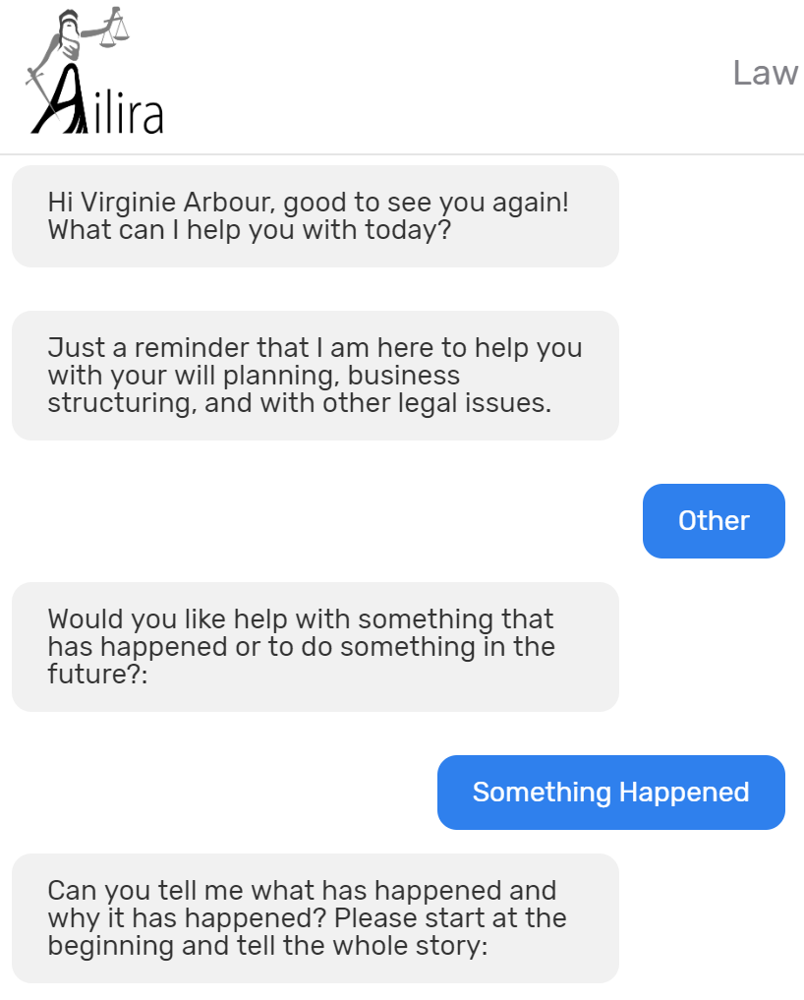 Ailira
Law
Hi Virginie Arbour, good to see you again!
What can I help you with today?
Just a reminder that I am here to help you
with your will planning, business
structuring, and with other legal issues.
Other
Would you like help with something that
has happened or to do something in the
future?:
Something Happened
Can you tell me what has happened and
why it has happened? Please start at the
beginning and tell the whole story: